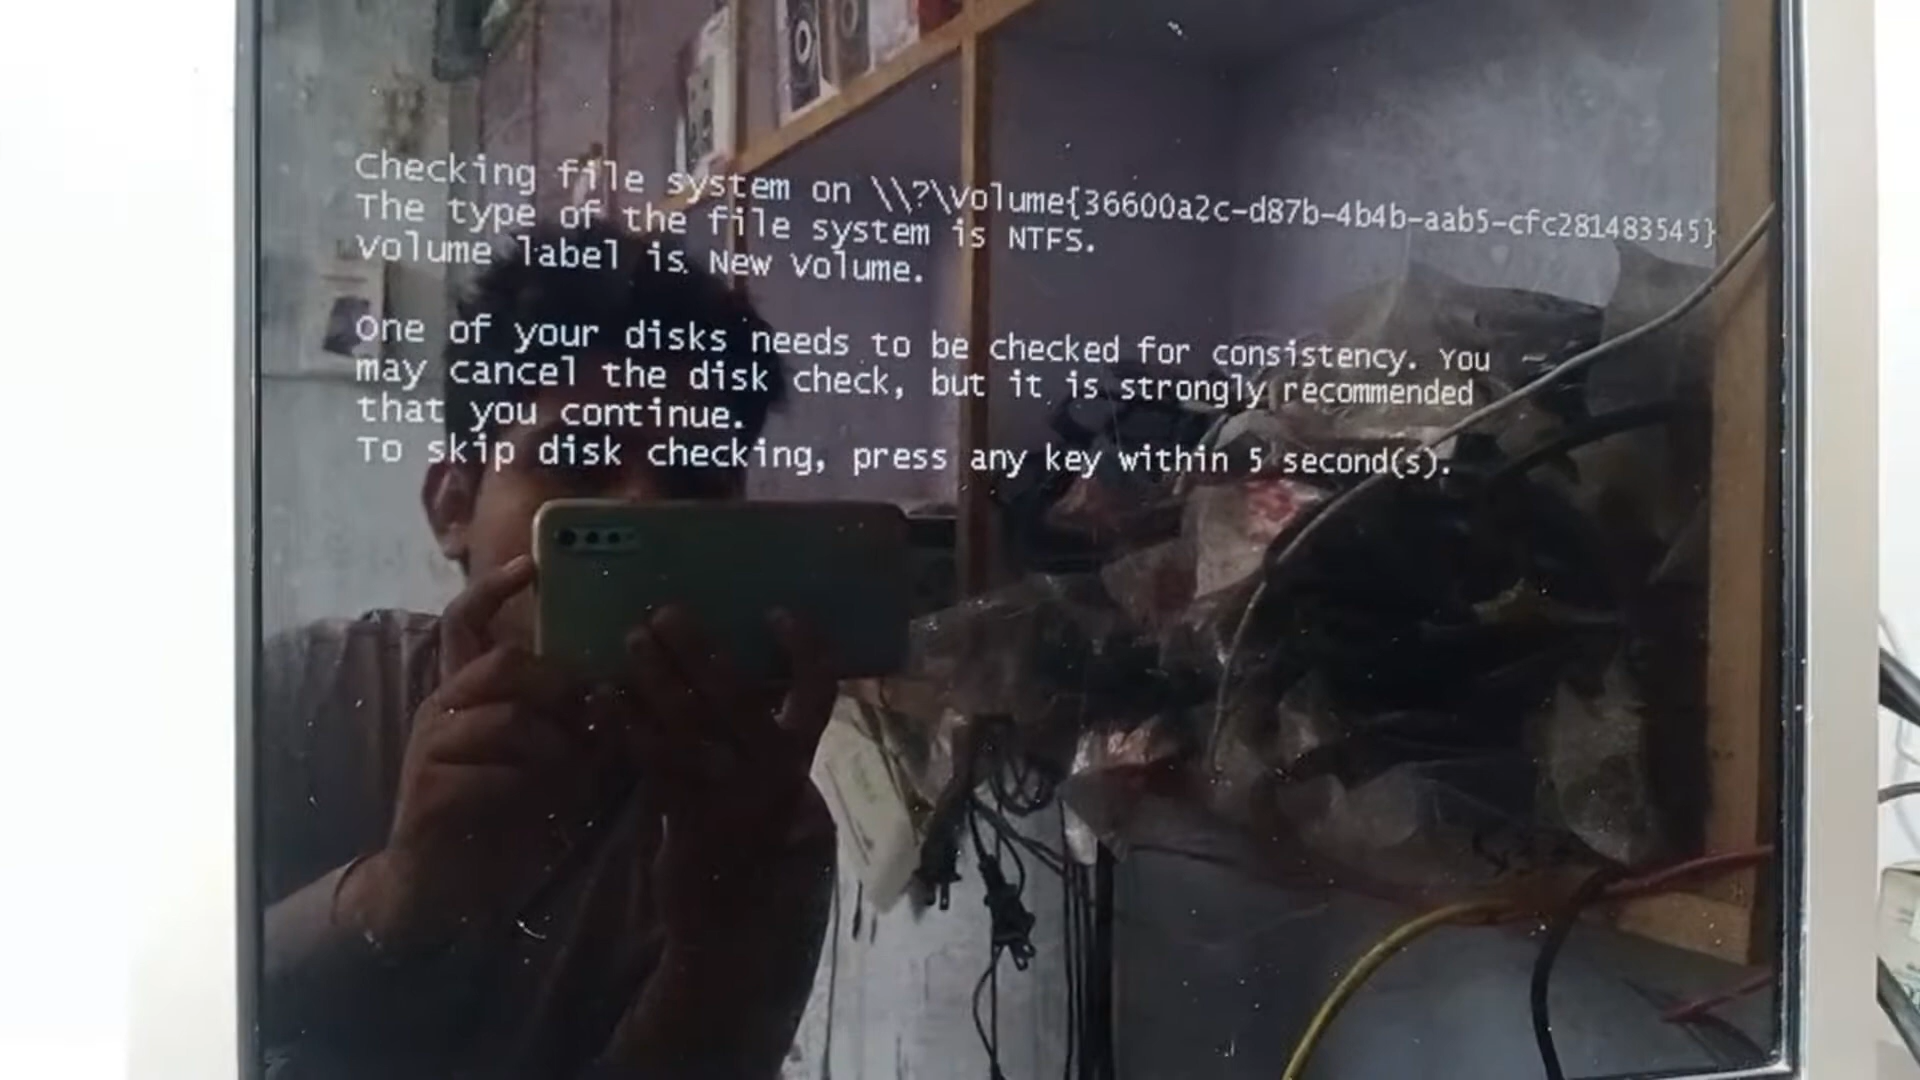 Checking file system on \\?\Volume{36600a2c-d87b-4b4b-aab5-cfc281483545}
The type of the file system is NTFS.
Volume label is New Volume.
One of your disks needs to be checked for consistency. You
may cancel the disk check, but it is strongly recommended
that you continue.
To skip disk checking, press any key within 5 second(s).